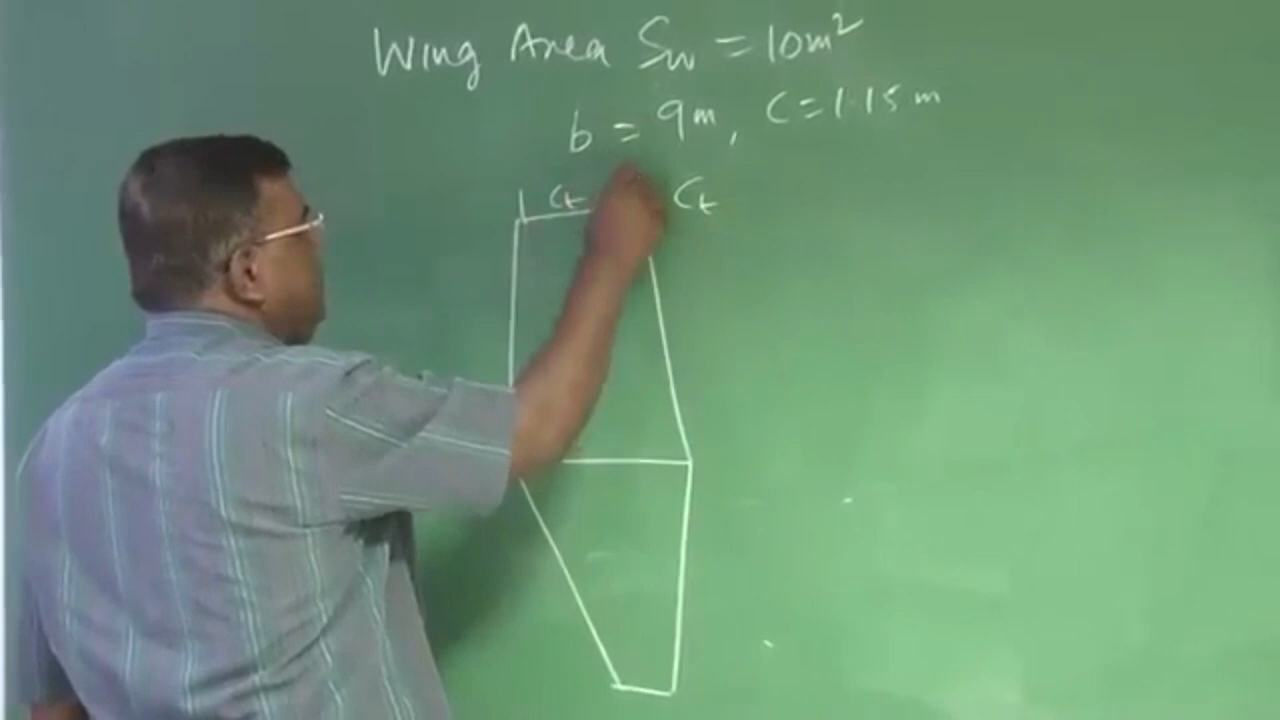 Wing Area Sw = 10m²
b = 9m, C = 1.15 m
Ct Ct